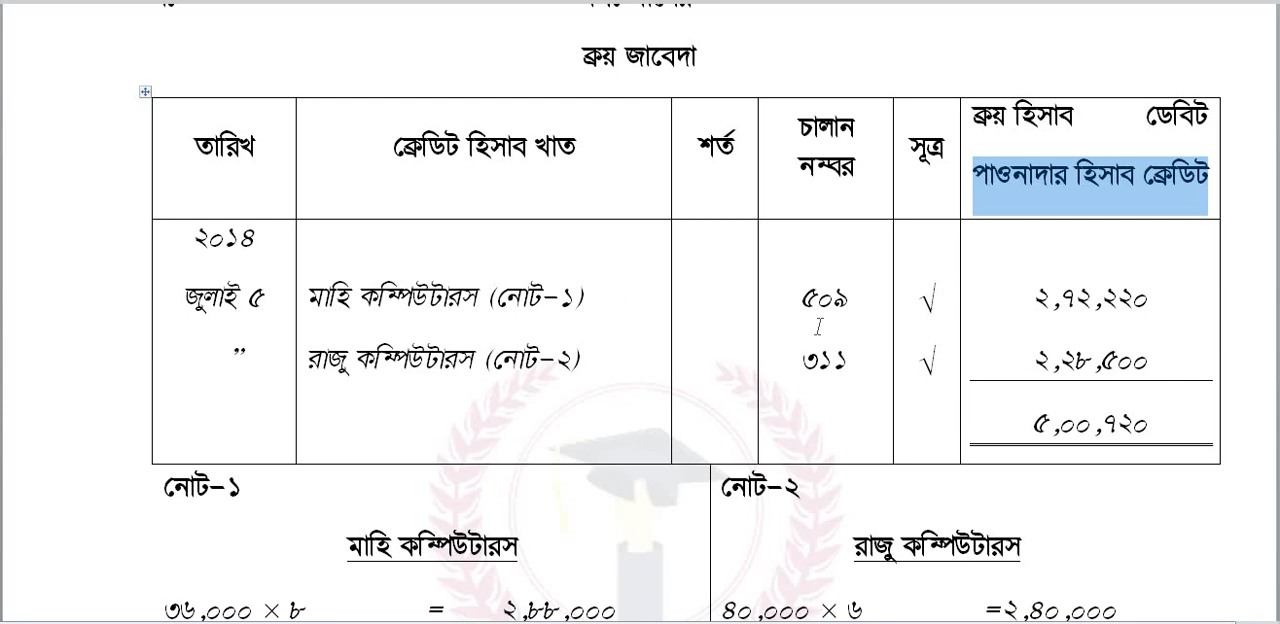 ক্রয় জাবেদা
তারিখ ক্রেডিট হিসাব খাত শর্ত চালান নম্বর সূত্র ক্রয় হিসাব ডেবিট
পাওনাদার হিসাব ক্রেডিট
২০১৪
জুলাই ৫ মাহি কম্পিউটারস (নোট-১) ৫০৯ √ ২,৭২,২২০
” রাজু কম্পিউটারস (নোট-২) ৩১১ √ ২,২৮,৫০০
৫,০০,৭২০
নোট-১ নোট-২
মাহি কম্পিউটারস রাজু কম্পিউটারস
৩৬,০০০ × ৮ = ২,৮৮,০০০ ৪০,০০০ × ৬ =২,৪০,০০০